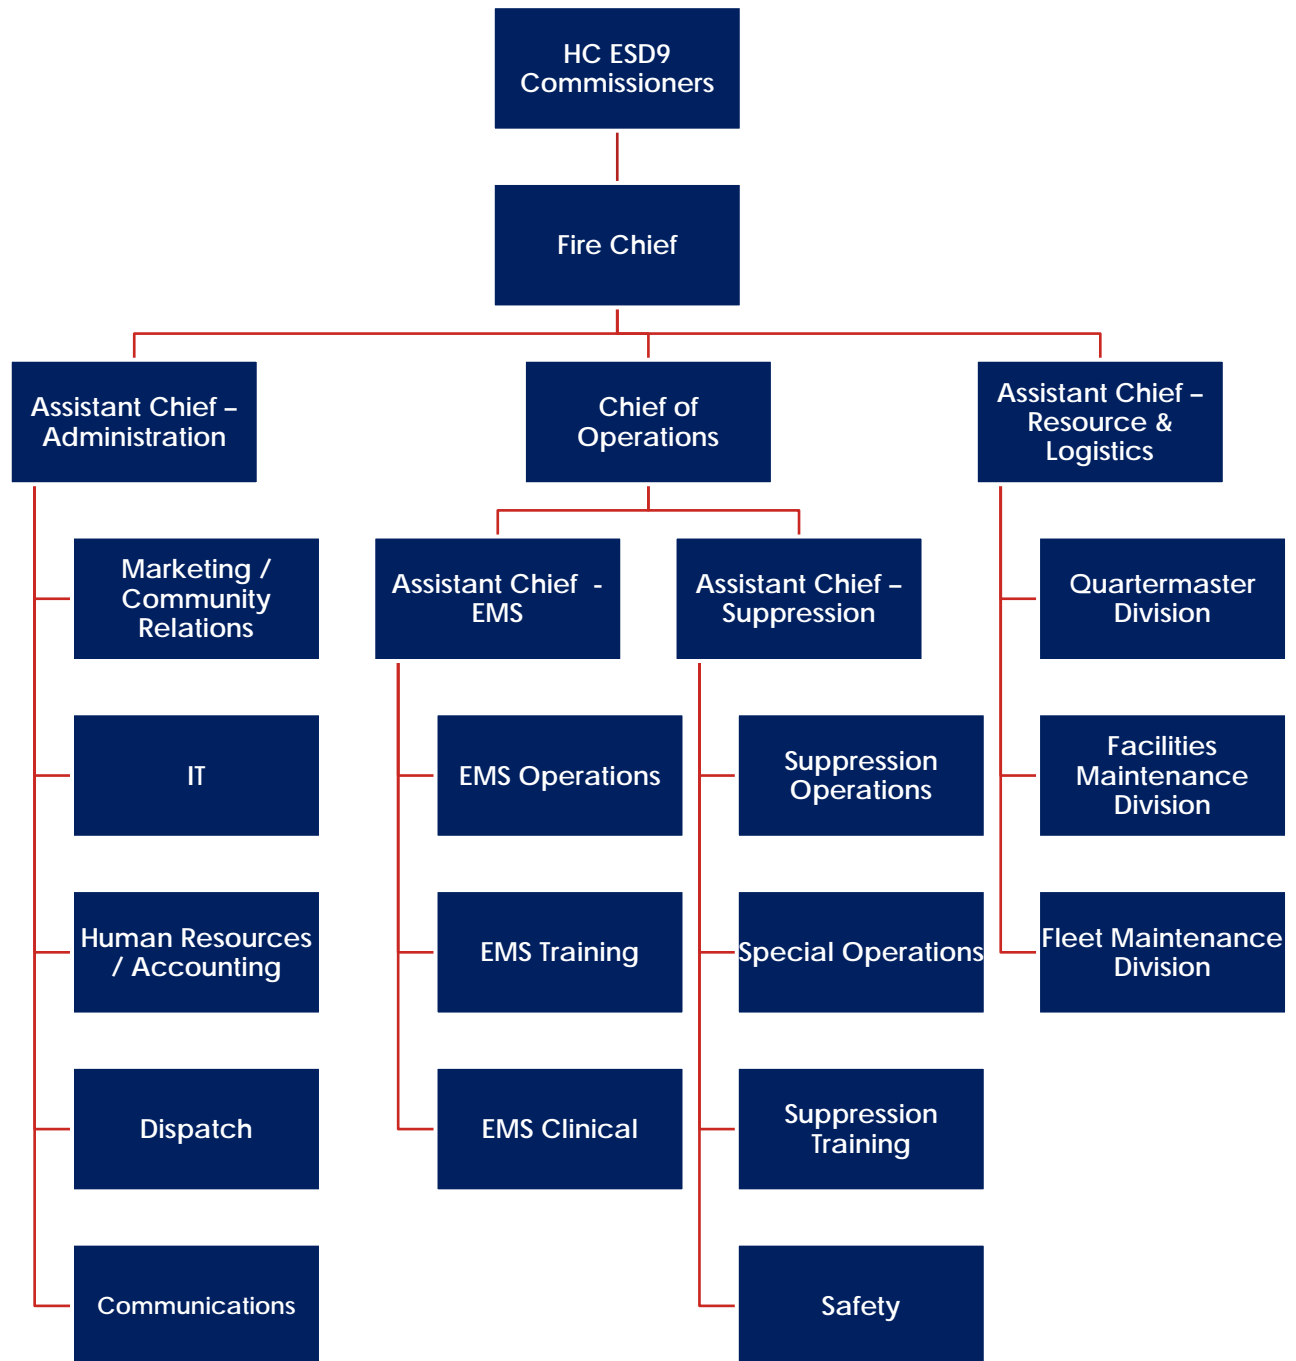 HC ESD9
Commissioners
Fire Chief
Assistant Chief –
Administration
Chief of
Operations
Assistant Chief –
Resource &
Logistics
Marketing /
Community
Relations
Assistant Chief  -
EMS
Assistant Chief –
Suppression
Quartermaster
Division
IT
EMS Operations
Suppression
Operations
Facilities
Maintenance
Division
Human Resources
/ Accounting
EMS Training
Special Operations
Fleet Maintenance
Division
Dispatch
EMS Clinical
Suppression
Training
Communications
Safety